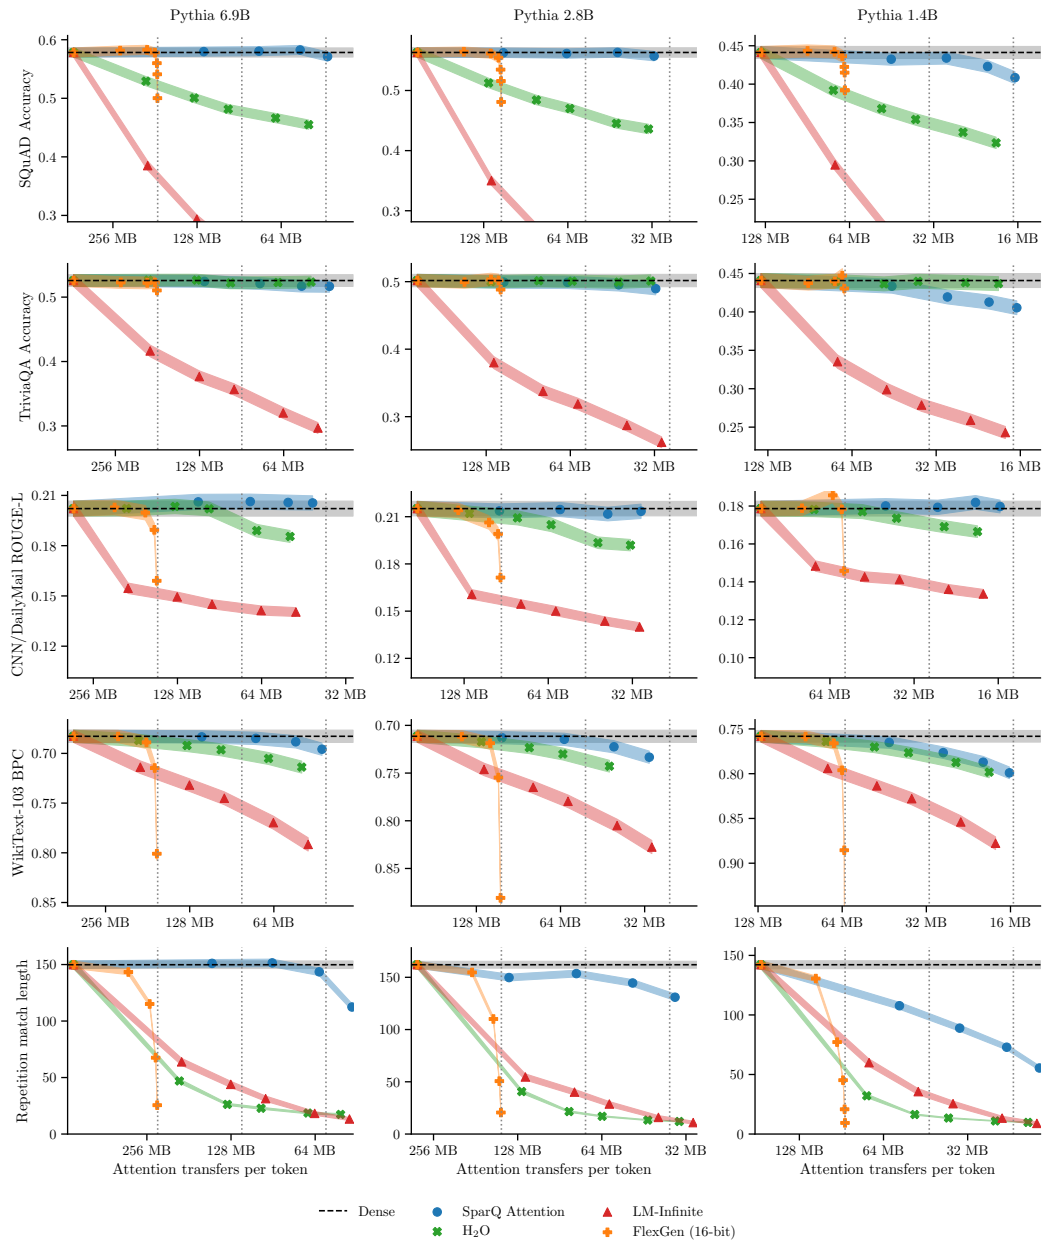 Pythia 6.9B
Pythia 2.8B
Pythia 1.4B
SQuAD Accuracy
0.6
0.5
0.4
0.3
256 MB
128 MB
64 MB
0.5
0.4
0.3
128 MB
64 MB
32 MB
0.45
0.40
0.35
0.30
0.25
128 MB
64 MB
32 MB
16 MB
TriviaQA Accuracy
0.5
0.4
0.3
256 MB
128 MB
64 MB
0.5
0.4
0.3
128 MB
64 MB
32 MB
0.45
0.40
0.35
0.30
0.25
128 MB
64 MB
32 MB
16 MB
CNN/DailyMail ROUGE-L
0.21
0.18
0.15
0.12
256 MB
128 MB
64 MB
32 MB
0.21
0.18
0.15
0.12
128 MB
64 MB
32 MB
0.18
0.16
0.14
0.12
0.10
64 MB
32 MB
16 MB
WikiText-103 BPC
0.70
0.75
0.80
0.85
256 MB
128 MB
64 MB
0.70
0.75
0.80
0.85
128 MB
64 MB
32 MB
0.75
0.80
0.85
0.90
128 MB
64 MB
32 MB
16 MB
Repetition match length
150
100
50
0
256 MB
128 MB
64 MB
Attention transfers per token
150
100
50
0
256 MB
128 MB
64 MB
32 MB
Attention transfers per token
150
100
50
0
128 MB
64 MB
32 MB
Attention transfers per token
Dense
SparQ Attention
H₂O
LM-Infinite
FlexGen (16-bit)